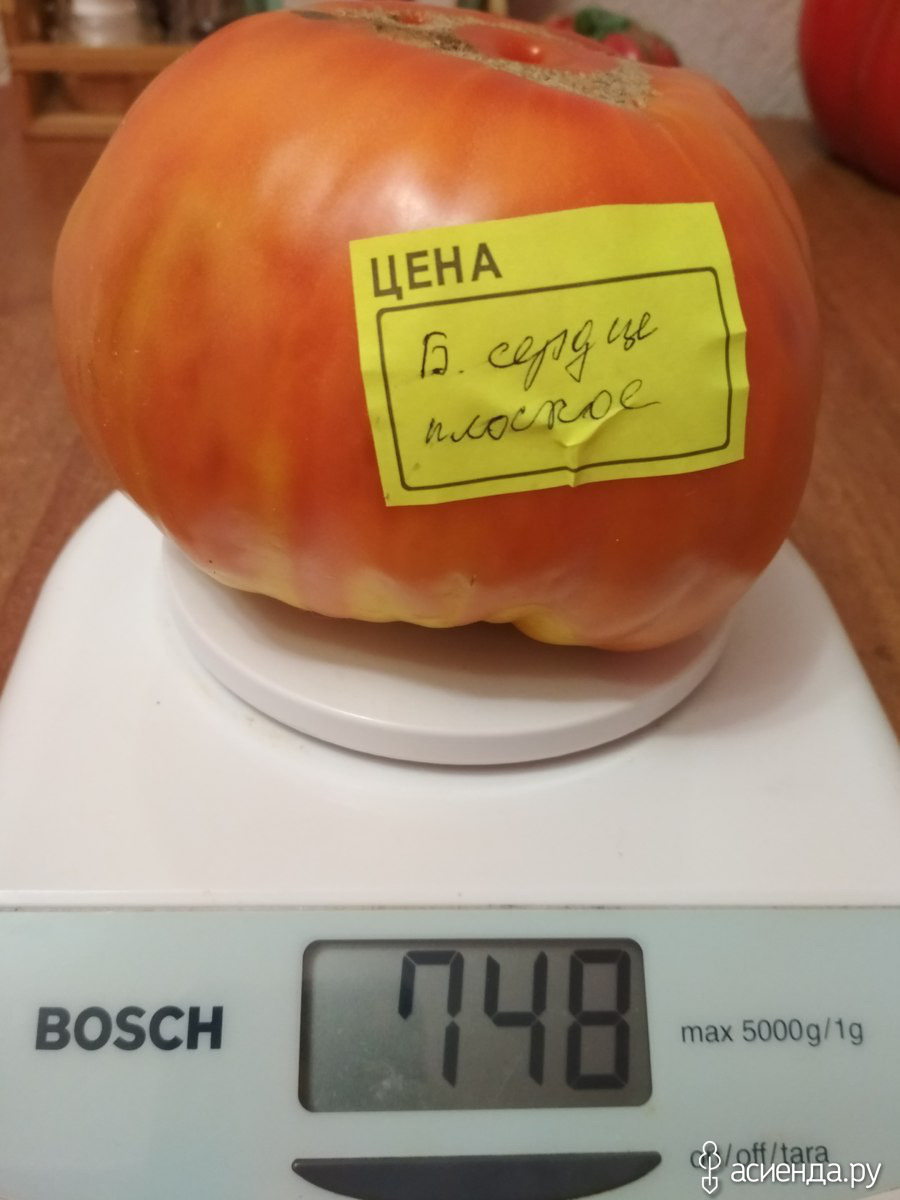 ЦЕНА
Б. сердце
плоское
BOSCH
748
max 5000g/1g
on/off/tara
асиенда.ру